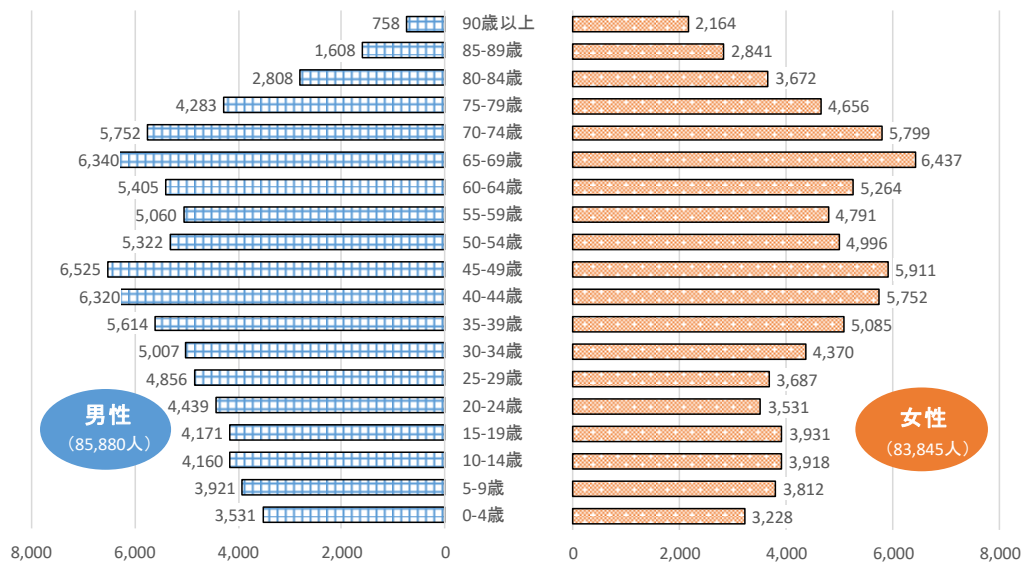 758 90歳以上 2,164
1,608 85-89歳 2,841
2,808 80-84歳 3,672
4,283 75-79歳 4,656
5,752 70-74歳 5,799
6,340 65-69歳 6,437
5,405 60-64歳 5,264
5,060 55-59歳 4,791
5,322 50-54歳 4,996
6,525 45-49歳 5,911
6,320 40-44歳 5,752
5,614 35-39歳 5,085
5,007 30-34歳 4,370
4,856 25-29歳 3,687
4,439 20-24歳 3,531
4,171 15-19歳 3,931
4,160 10-14歳 3,918
3,921 5-9歳 3,812
3,531 0-4歳 3,228
男性
（85,880人）
女性
（83,845人）
8,000 6,000 4,000 2,000 0 0 2,000 4,000 6,000 8,000